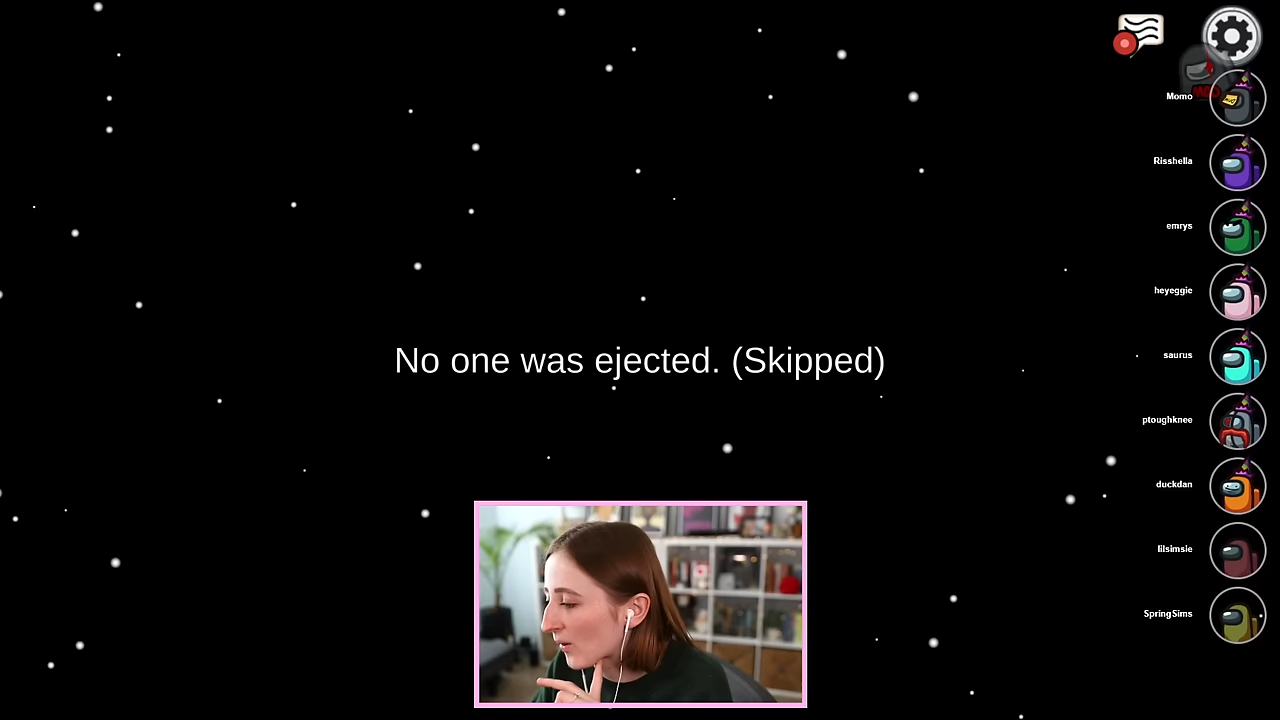 Momo
Risshella
emrys
heyeggie
No one was ejected. (Skipped)
saurus
ptoughknee
duckdan
lilsimsie
SpringSims